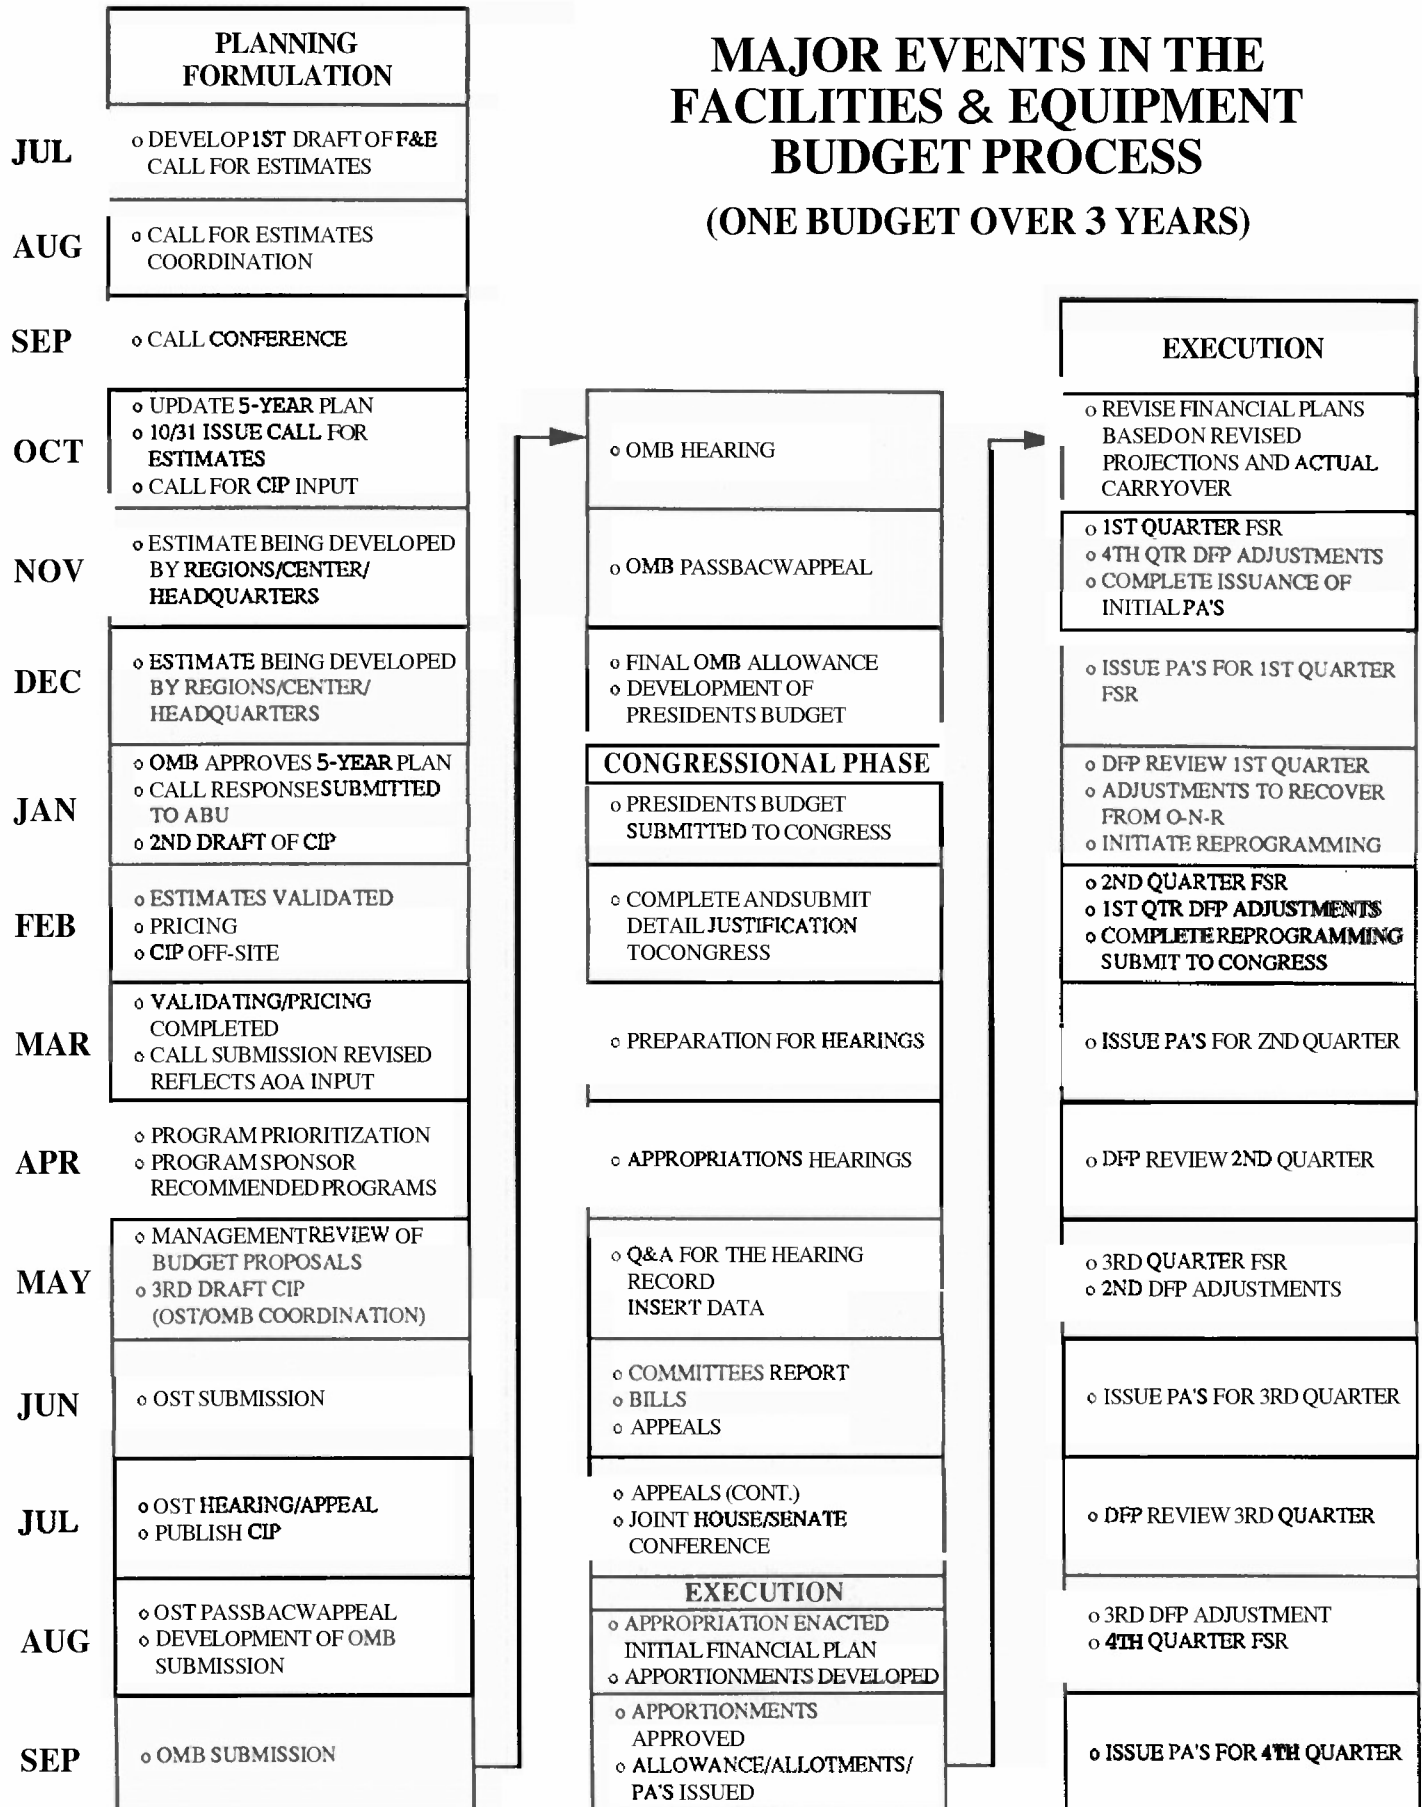 PLANNING
FORMULATION
MAJOR EVENTS IN THE
FACILITIES & EQUIPMENT
BUDGET PROCESS
(ONE BUDGET OVER 3 YEARS)
JUL
o DEVELOP 1ST DRAFT OF F&E
CALL FOR ESTIMATES
AUG
o CALL FOR ESTIMATES
COORDINATION
SEP
o CALL CONFERENCE
OCT
o UPDATE 5-YEAR PLAN
o 10/31 ISSUE CALL FOR
ESTIMATES
o CALL FOR CIP INPUT
NOV
o ESTIMATE BEING DEVELOPED
BY REGIONS/CENTER/
HEADQUARTERS
DEC
o ESTIMATE BEING DEVELOPED
BY REGIONS/CENTER/
HEADQUARTERS
JAN
o OMB APPROVES 5-YEAR PLAN
o CALL RESPONSE SUBMITTED
TO ABU
o 2ND DRAFT OF CIP
FEB
o ESTIMATES VALIDATED
o PRICING
o CIP OFF-SITE
MAR
o VALIDATING/PRICING
COMPLETED
o CALL SUBMISSION REVISED
REFLECTS AOA INPUT
APR
o PROGRAM PRIORITIZATION
o PROGRAM SPONSOR
RECOMMENDED PROGRAMS
MAY
o MANAGEMENT REVIEW OF
BUDGET PROPOSALS
o 3RD DRAFT CIP
(OST/OMB COORDINATION)
JUN
o OST SUBMISSION
JUL
o OST HEARING/APPEAL
o PUBLISH CIP
AUG
o OST PASSBACWAPPEAL
o DEVELOPMENT OF OMB
SUBMISSION
SEP
o OMB SUBMISSION
o OMB HEARING
o OMB PASSBACWAPPEAL
o FINAL OMB ALLOWANCE
o DEVELOPMENT OF
PRESIDENTS BUDGET
CONGRESSIONAL PHASE
o PRESIDENTS BUDGET
SUBMITTED TO CONGRESS
o COMPLETE ANDSUBMIT
DETAIL JUSTIFICATION
TOCONGRESS
o PREPARATION FOR HEARINGS
o APPROPRIATIONS HEARINGS
o Q&A FOR THE HEARING
RECORD
INSERT DATA
o COMMITTEES REPORT
o BILLS
o APPEALS
o APPEALS (CONT.)
o JOINT HOUSE/SENATE
CONFERENCE
EXECUTION
o APPROPRIATION ENACTED
INITIAL FINANCIAL PLAN
o APPORTIONMENTS DEVELOPED
o APPORTIONMENTS
APPROVED
o ALLOWANCE/ALLOTMENTS/
PA'S ISSUED
EXECUTION
o REVISE FINANCIAL PLANS
BASED ON REVISED
PROJECTIONS AND ACTUAL
CARRYOVER
o 1ST QUARTER FSR
o 4TH QTR DFP ADJUSTMENTS
o COMPLETE ISSUANCE OF
INITIAL PA'S
o ISSUE PA'S FOR 1ST QUARTER
FSR
o DFP REVIEW 1ST QUARTER
o ADJUSTMENTS TO RECOVER
FROM O-N-R
o INITIATE REPROGRAMMING
o 2ND QUARTER FSR
o 1ST QTR DFP ADJUSTMENTS
o COMPLETE REPROGRAMMING
SUBMIT TO CONGRESS
o ISSUE PA'S FOR ZND QUARTER
o DFP REVIEW 2ND QUARTER
o 3RD QUARTER FSR
o 2ND DFP ADJUSTMENTS
o ISSUE PA'S FOR 3RD QUARTER
o DFP REVIEW 3RD QUARTER
o 3RD DFP ADJUSTMENT
o 4TH QUARTER FSR
o ISSUE PA'S FOR 4TH QUARTER